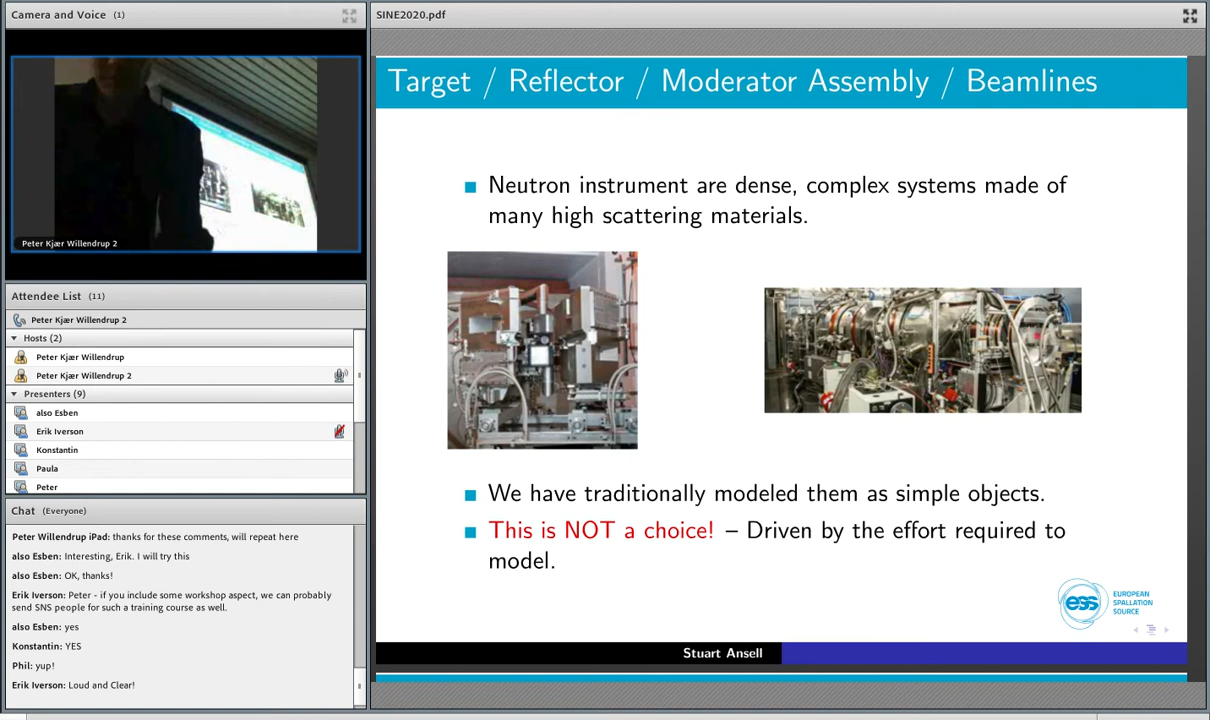 Camera and Voice (1)
Peter Kjær Willendrup 2
Attendee List (11)
Peter Kjær Willendrup 2
Hosts (2)
Peter Kjær Willendrup
Peter Kjær Willendrup 2
Presenters (9)
also Esben
Erik Iverson
Konstantin
Paula
Peter
Chat (Everyone)
Peter Willendrup iPad: thanks for these comments, will repeat here
also Esben: Interesting, Erik. I will try this
also Esben: OK, thanks!
Erik Iverson: Peter - if you include some workshop aspect, we can probably
send SNS people for such a training course as well.
also Esben: yes
Konstantin: YES
Phil: yup!
Erik Iverson: Loud and Clear!
SINE2020.pdf
Target / Reflector / Moderator Assembly / Beamlines
Neutron instrument are dense, complex systems made of
many high scattering materials.
We have traditionally modeled them as simple objects.
This is NOT a choice! – Driven by the effort required to
model.
ess
EUROPEAN
SPALLATION
SOURCE
Stuart Ansell